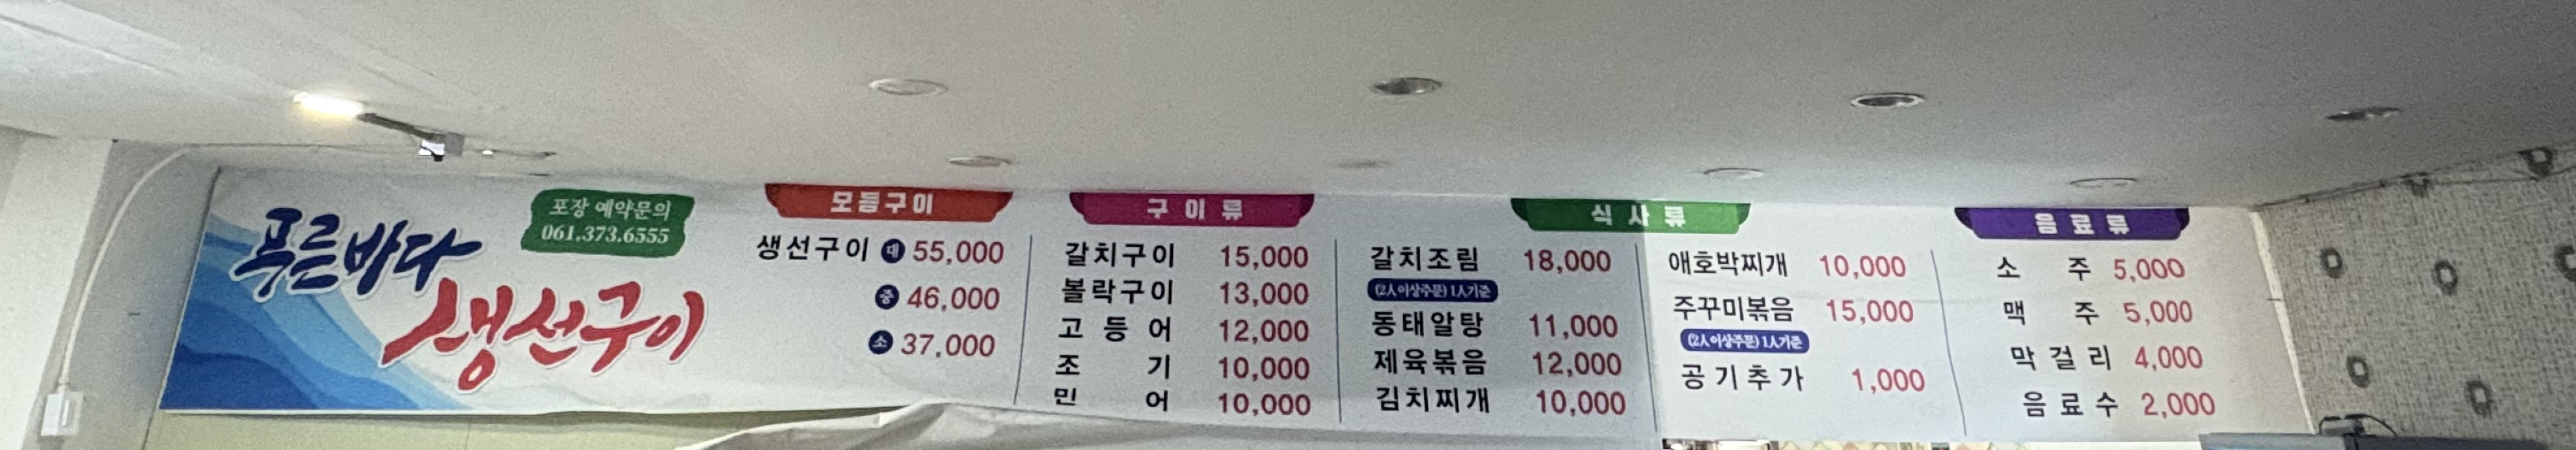 푸른바다
생선구이
포장 예약문의
061.373.6555
모듬구이
생선구이 대 55,000
중 46,000
소 37,000
구이류
갈치구이 15,000
볼락구이 13,000
고등어 12,000
조기 10,000
민어 10,000
식사류
갈치조림 18,000
(2人이상주문) 1人기준
동태알탕 11,000
제육볶음 12,000
김치찌개 10,000
애호박찌개 10,000
주꾸미볶음 15,000
(2人이상주문) 1人기준
공기추가 1,000
음료류
소주 5,000
맥주 5,000
막걸리 4,000
음료수 2,000